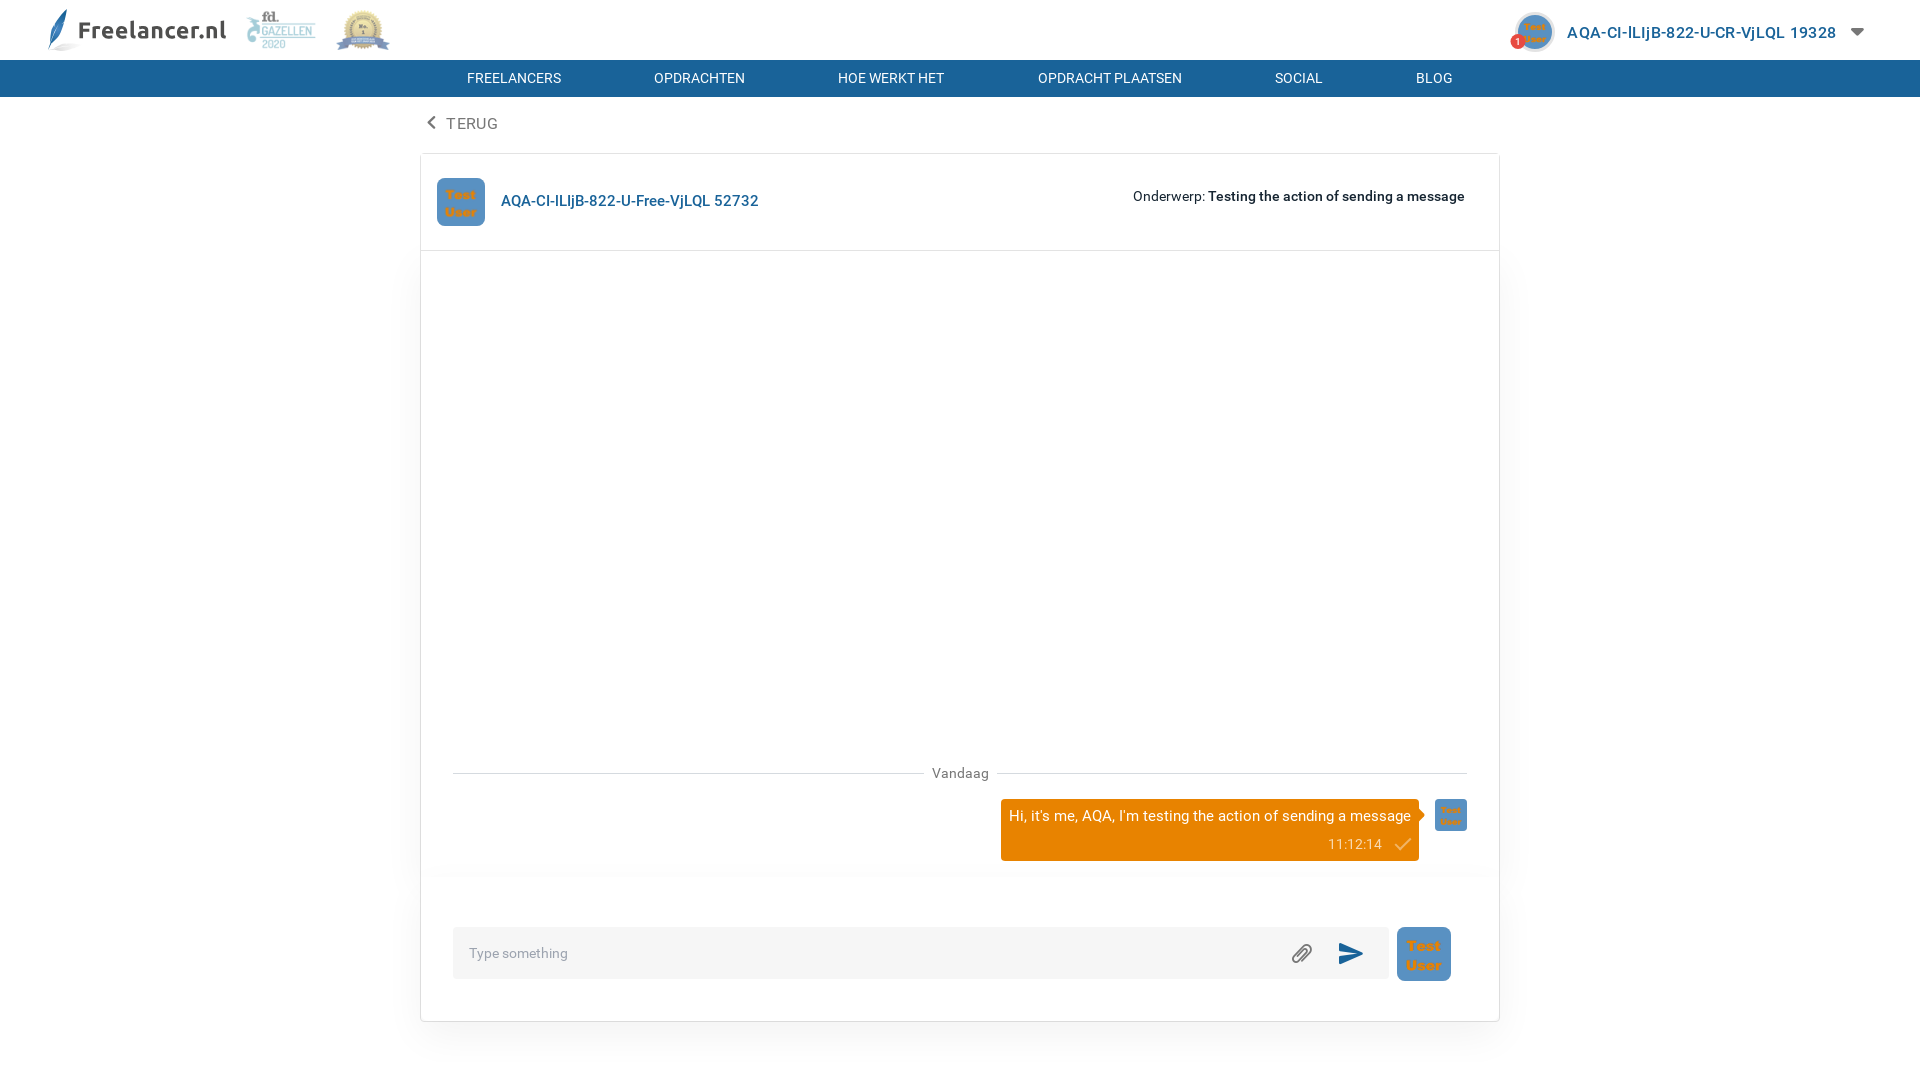 Freelancer.nl
fd.
GAZELLEN
2020
No.
1
Test
User
1
AQA-CI-lLIjB-822-U-CR-VjLQL 19328
FREELANCERS
OPDRACHTEN
HOE WERKT HET
OPDRACHT PLAATSEN
SOCIAL
BLOG
TERUG
Test
User
AQA-CI-lLIjB-822-U-Free-VjLQL 52732
Onderwerp: Testing the action of sending a message
Vandaag
Hi, it's me, AQA, I'm testing the action of sending a message
11:12:14
Test
User
Type something
Test
User